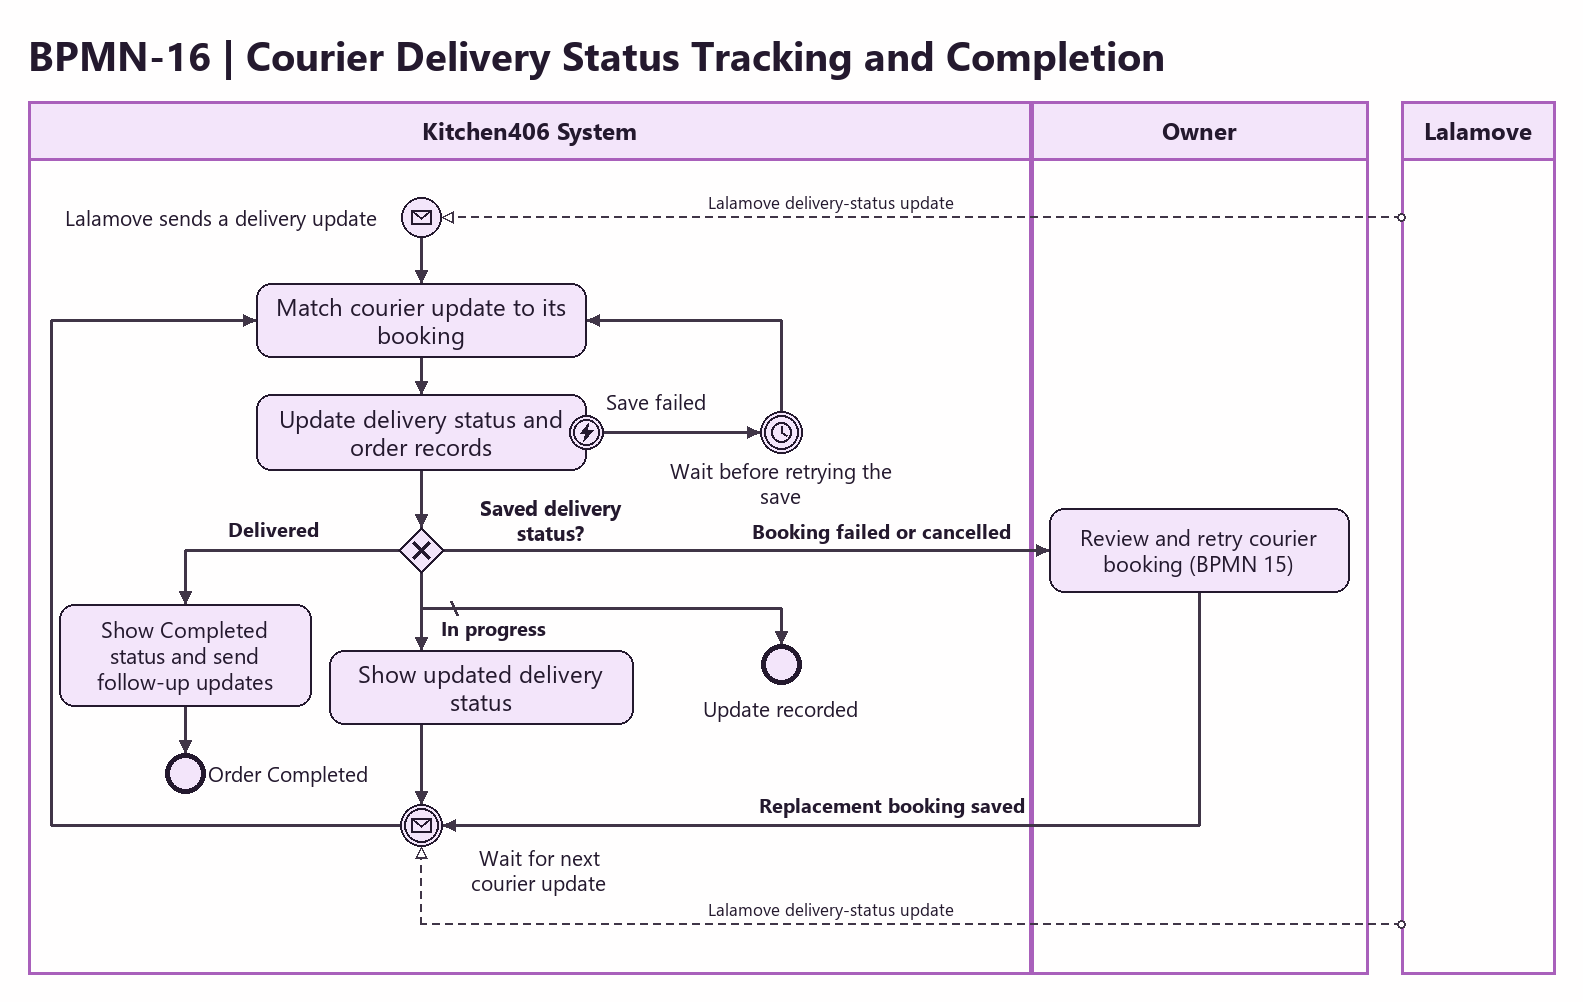 BPMN-16 | Courier Delivery Status Tracking and Completion
Kitchen406 System
Owner
Lalamove
Lalamove sends a delivery update
Lalamove delivery-status update
Match courier update to its
booking
Update delivery status and
order records
Save failed
Wait before retrying the
save
Saved delivery
status?
Delivered
Booking failed or cancelled
Review and retry courier
booking (BPMN 15)
Show Completed
status and send
follow-up updates
In progress
Show updated delivery
status
Update recorded
Order Completed
Replacement booking saved
Wait for next
courier update
Lalamove delivery-status update